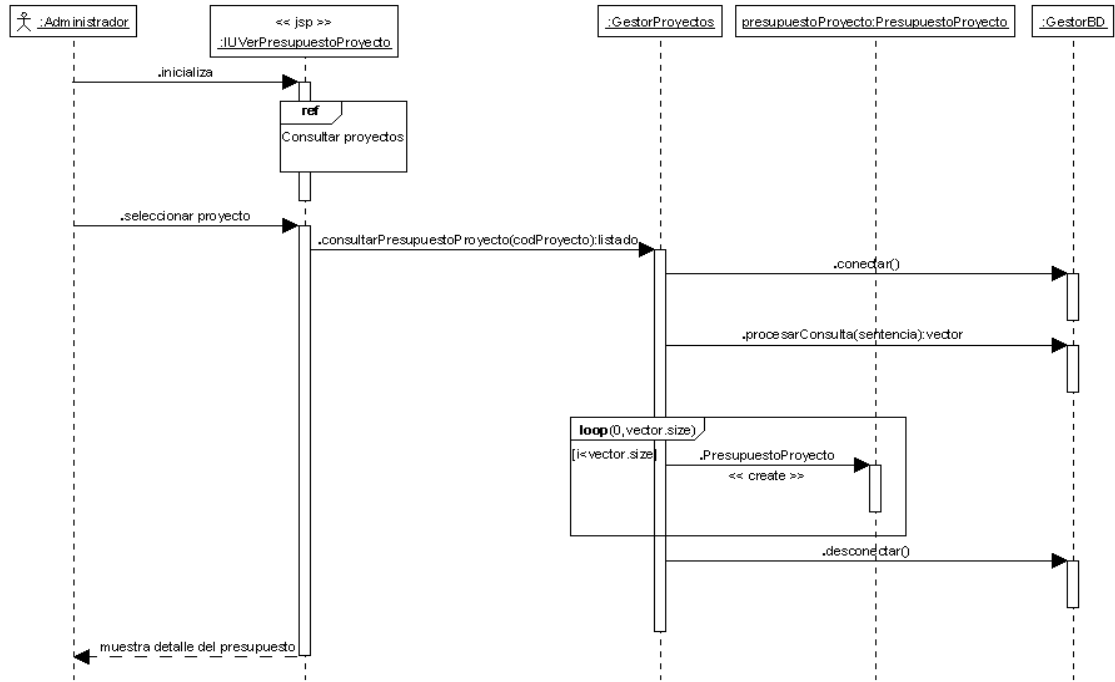 :Administrador
<< jsp >>
:IUVerPresupuestoProyecto
:GestorProyectos
presupuestoProyecto:PresupuestoProyecto
:GestorBD
.inicializa
ref
Consultar proyectos
.seleccionar proyecto
.consultarPresupuestoProyecto(codProyecto):listado
.conectar()
.procesarConsulta(sentencia):vector
loop(0,vector.size)
[i<vector.size]
.PresupuestoProyecto
<< create >>
.desconectar()
muestra detalle del presupuesto